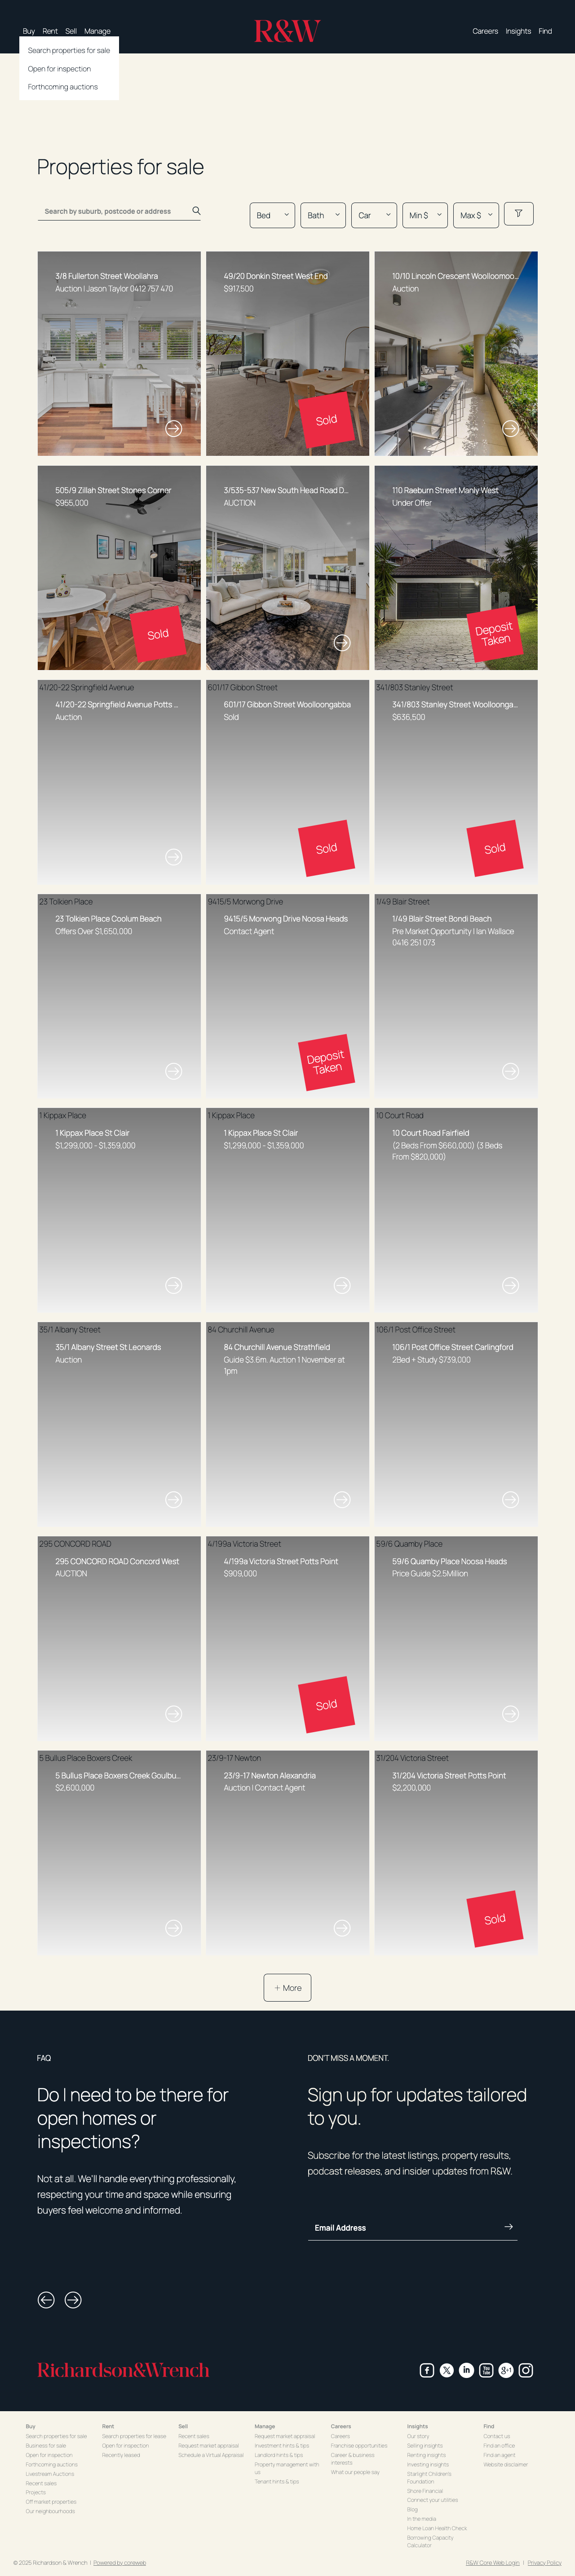 Buy Rent Sell Manage
R&W
Careers Insights Find
Search properties for sale
Open for inspection
Forthcoming auctions
Properties for sale
Search by suburb, postcode or address
Bed
Bath
Car
Min $
Max $
3/8 Fullerton Street Woollahra
Auction | Jason Taylor 0412 757 470
49/20 Donkin Street West End
$917,500
Sold
10/10 Lincoln Crescent Woolloomoo...
Auction
505/9 Zillah Street Stones Corner
$955,000
Sold
3/535-537 New South Head Road D...
AUCTION
110 Raeburn Street Manly West
Under Offer
Deposit
Taken
41/20-22 Springfield Avenue
41/20-22 Springfield Avenue Potts ...
Auction
601/17 Gibbon Street
601/17 Gibbon Street Woolloongabba
Sold
Sold
341/803 Stanley Street
341/803 Stanley Street Woolloonga...
$636,500
Sold
23 Tolkien Place
23 Tolkien Place Coolum Beach
Offers Over $1,650,000
9415/5 Morwong Drive
9415/5 Morwong Drive Noosa Heads
Contact Agent
Deposit
Taken
1/49 Blair Street
1/49 Blair Street Bondi Beach
Pre Market Opportunity | Ian Wallace
0416 251 073
1 Kippax Place
1 Kippax Place St Clair
$1,299,000 - $1,359,000
1 Kippax Place
1 Kippax Place St Clair
$1,299,000 - $1,359,000
10 Court Road
10 Court Road Fairfield
(2 Beds From $660,000) (3 Beds
From $820,000)
35/1 Albany Street
35/1 Albany Street St Leonards
Auction
84 Churchill Avenue
84 Churchill Avenue Strathfield
Guide $3.6m. Auction 1 November at
1pm
106/1 Post Office Street
106/1 Post Office Street Carlingford
2Bed + Study $739,000
295 CONCORD ROAD
295 CONCORD ROAD Concord West
AUCTION
4/199a Victoria Street
4/199a Victoria Street Potts Point
$909,000
Sold
59/6 Quamby Place
59/6 Quamby Place Noosa Heads
Price Guide $2.5Million
5 Bullus Place Boxers Creek
5 Bullus Place Boxers Creek Goulbu...
$2,600,000
23/9-17 Newton
23/9-17 Newton Alexandria
Auction | Contact Agent
31/204 Victoria Street
31/204 Victoria Street Potts Point
$2,200,000
Sold
+ More
FAQ
Do I need to be there for
open homes or
inspections?
Not at all. We'll handle everything professionally,
respecting your time and space while ensuring
buyers feel welcome and informed.
DON'T MISS A MOMENT.
Sign up for updates tailored
to you.
Subscribe for the latest listings, property results,
podcast releases, and insider updates from R&W.
Email Address
Richardson&Wrench
Buy
Search properties for sale
Business for sale
Open for inspection
Forthcoming auctions
Livestream Auctions
Recent sales
Projects
Off market properties
Our neighbourhoods
Rent
Search properties for lease
Open for inspection
Recently leased
Sell
Recent sales
Request market appraisal
Schedule a Virtual Appraisal
Manage
Request market appraisal
Investment hints & tips
Landlord hints & tips
Property management with
us
Tenant hints & tips
Careers
Careers
Franchise opportunities
Career & business
interests
What our people say
Insights
Our story
Selling insights
Renting insights
Investing insights
Starlight Children's
Foundation
Shore Financial
Connect your utilities
Blog
In the media
Home Loan Health Check
Borrowing Capacity
Calculator
Find
Contact us
Find an office
Find an agent
Website disclaimer
© 2025 Richardson & Wrench | Powered by coreweb
R&W Core Web Login | Privacy Policy